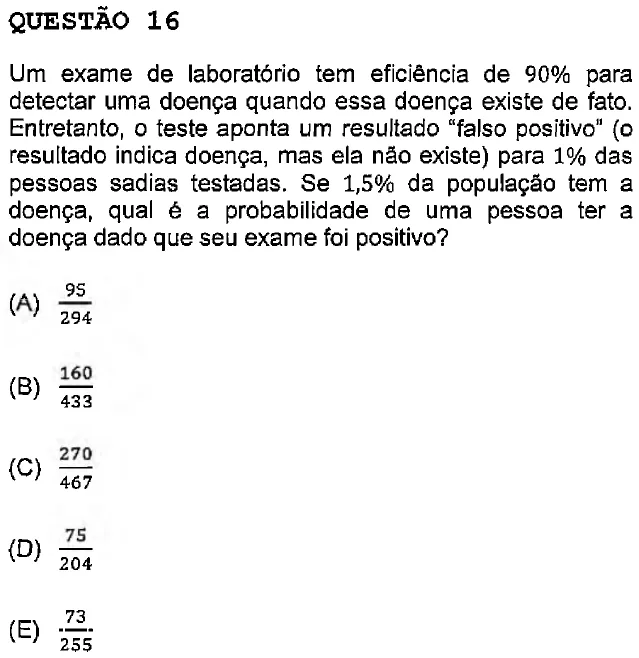 QUESTÃO 16
Um exame de laboratório tem eficiência de 90% para
detectar uma doença quando essa doença existe de fato.
Entretanto, o teste aponta um resultado "falso positivo" (o
resultado indica doença, mas ela não existe) para 1% das
pessoas sadias testadas. Se 1,5% da população tem a
doença, qual é a probabilidade de uma pessoa ter a
doença dado que seu exame foi positivo?
(A) 95/294
(B) 160/433
(C) 270/467
(D) 75/204
(E) 73/255